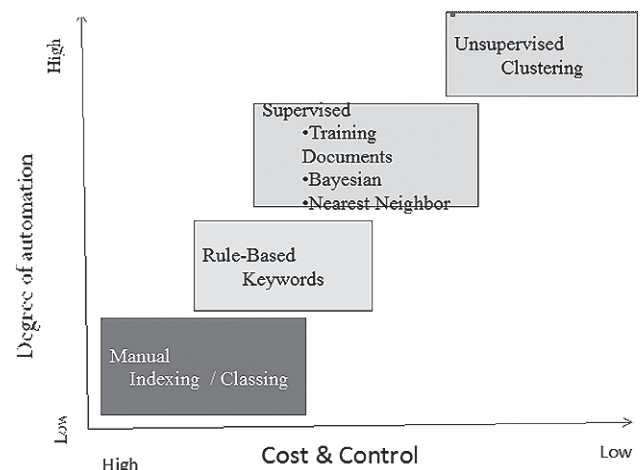 High
Unsupervised
Clustering
Supervised
•Training
Documents
•Bayesian
•Nearest Neighbor
Degree of automation
Rule-Based
Keywords
Manual
Indexing / Classing
Low
High
Cost & Control
Low